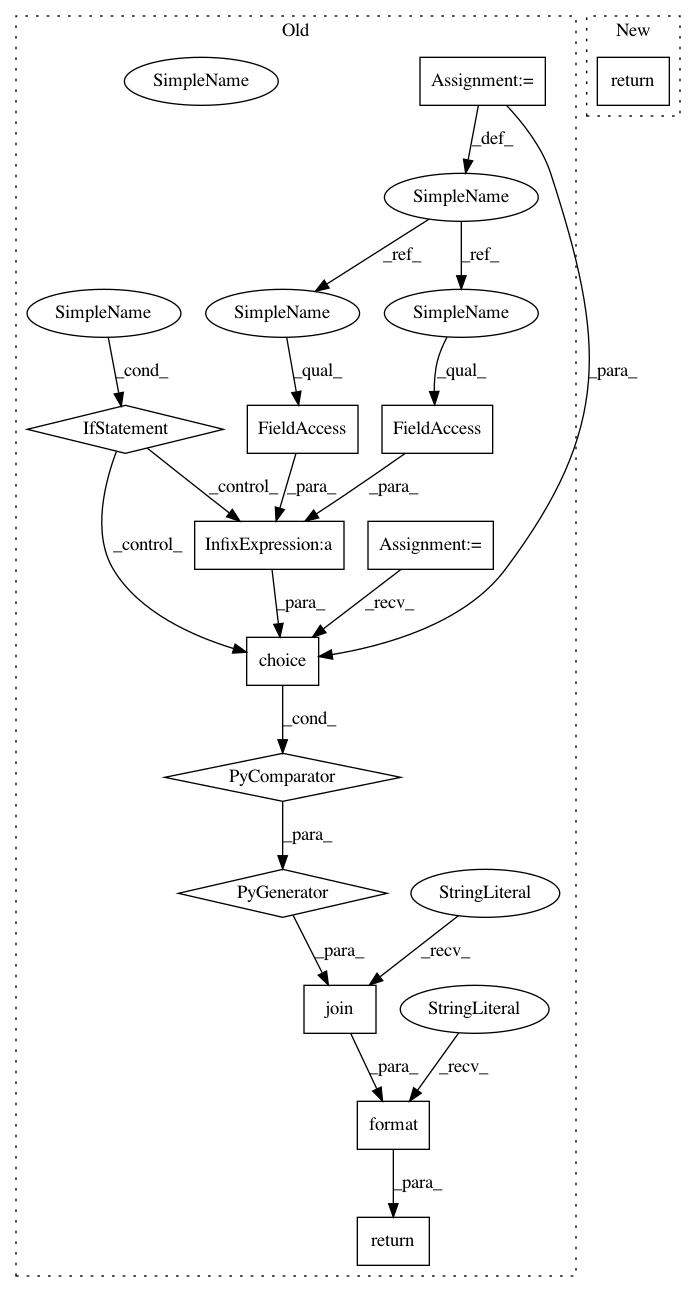 Old
New
SimpleName
Assignment:=
return
_def_
SimpleName
_ref_
_ref_
SimpleName
SimpleName
SimpleName
_cond_
_qual_
_qual_
_para_
IfStatement
FieldAccess
FieldAccess
_control_
_para_
_para_
_control_
InfixExpression:a
Assignment:=
_para_
_recv_
choice
_cond_
PyComparator
_para_
PyGenerator
StringLiteral
_para_
_recv_
join
StringLiteral
_para_
_recv_
format
_para_
return